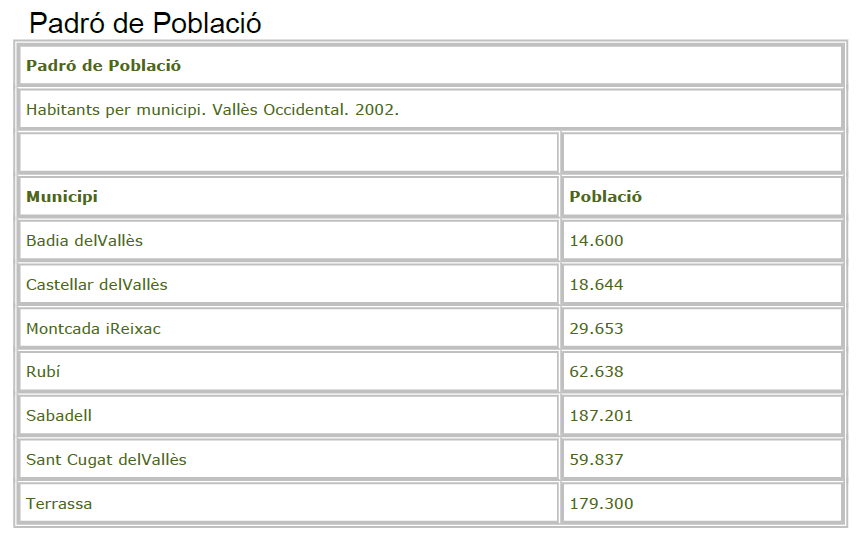 Padró de Població
Padró de Població
Habitants per municipi. Vallès Occidental. 2002.
Municipi Població
Badia delVallès 14.600
Castellar delVallès 18.644
Montcada iReixac 29.653
Rubí 62.638
Sabadell 187.201
Sant Cugat delVallès 59.837
Terrassa 179.300